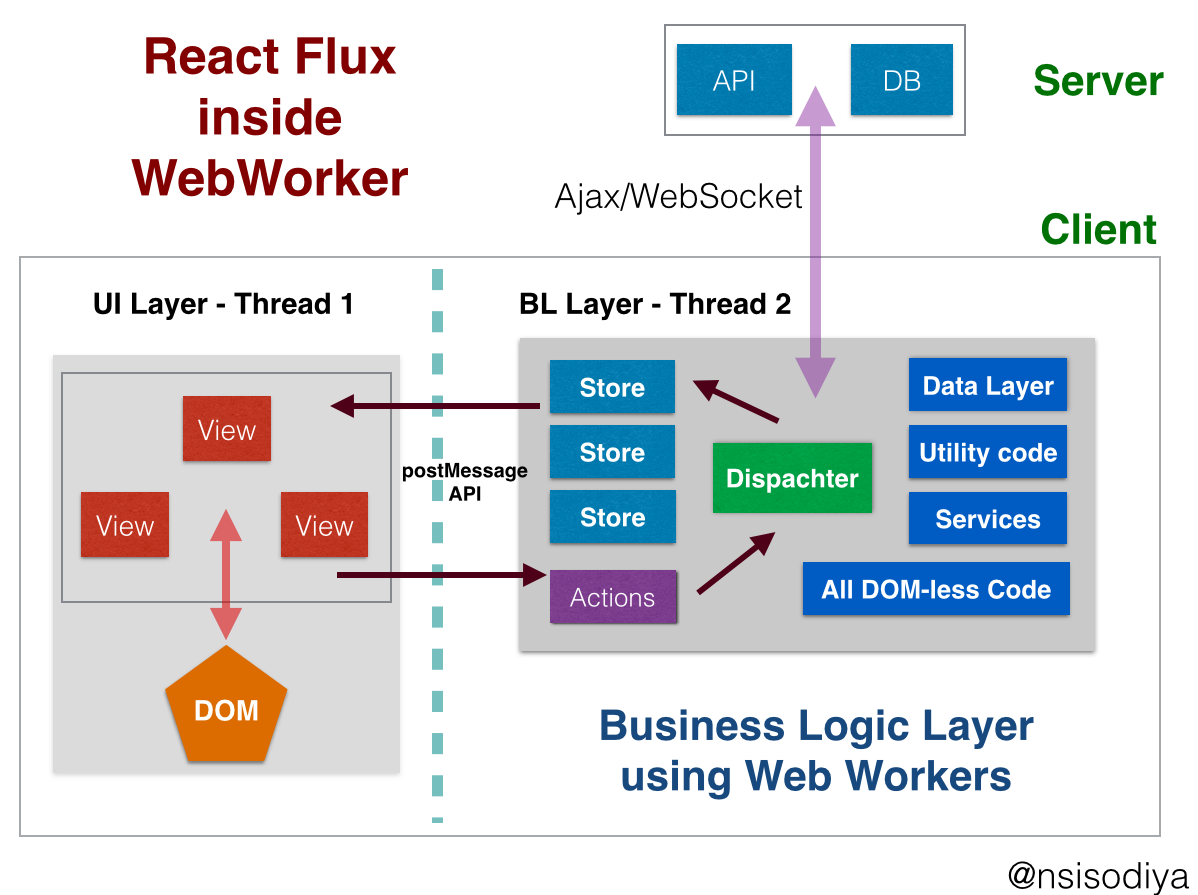 React Flux
inside
WebWorker
API
DB
Server
Ajax/WebSocket
Client
UI Layer - Thread 1
BL Layer - Thread 2
View
View
View
DOM
postMessage
API
Store
Store
Store
Actions
Dispachter
Data Layer
Utility code
Services
All DOM-less Code
Business Logic Layer
using Web Workers
@nsisodiya